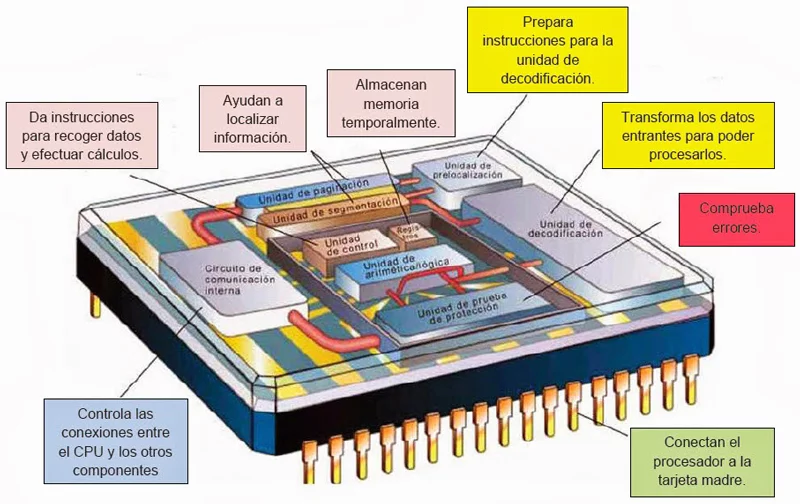 Prepara
instrucciones para la
unidad de
decodificación.
Almacenan
memoria
temporalmente.
Ayudan a
localizar
información.
Da instrucciones
para recoger datos
y efectuar cálculos.
Transforma los datos
entrantes para poder
procesarlos.
Comprueba
errores.
Unidad de
prelocalización
Unidad de paginación
Unidad de segmentación
Unidad de
decodificación
Unidad
de control
Regis
tros
Unidad de
aritmética/lógica
Circuito de
comunicación
interna
Unidad de prueba
de protección
Controla las
conexiones entre
el CPU y los otros
componentes
Conectan el
procesador a la
tarjeta madre.